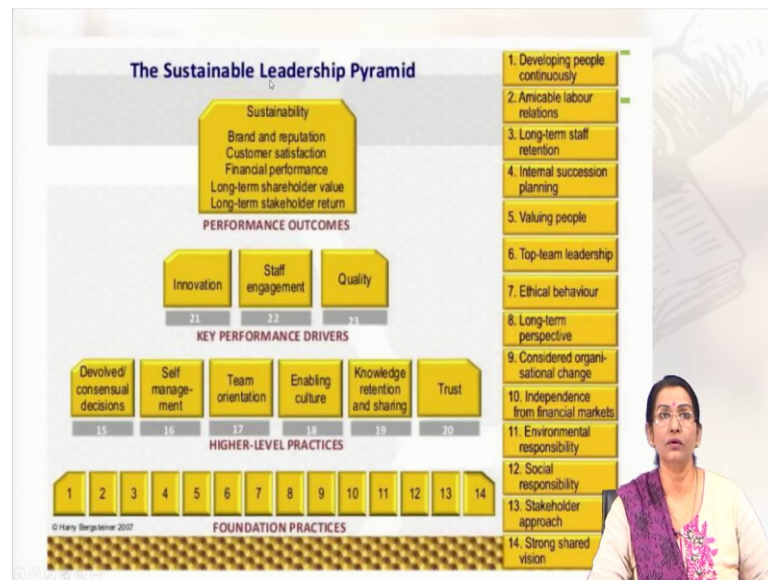 The Sustainable Leadership Pyramid
Sustainability
Brand and reputation
Customer satisfaction
Financial performance
Long-term shareholder value
Long-term stakeholder return
PERFORMANCE OUTCOMES
Innovation
Staff
engagement
Quality
21 22 23
KEY PERFORMANCE DRIVERS
Devolved/
consensual
decisions
Self
manage-
ment
Team
orientation
Enabling
culture
Knowledge
retention
and sharing
Trust
15 16 17 18 19 20
HIGHER-LEVEL PRACTICES
1 2 3 4 5 6 7 8 9 10 11 12 13 14
© Harry Bergsteiner 2007
FOUNDATION PRACTICES
1. Developing people
continuously
2. Amicable labour
relations
3. Long-term staff
retention
4. Internal succession
planning
5. Valuing people
6. Top-team leadership
7. Ethical behaviour
8. Long-term
perspective
9. Considered organi-
sational change
10. Independence
from financial markets
11. Environmental
responsibility
12. Social
responsibility
13. Stakeholder
approach
14. Strong shared
vision